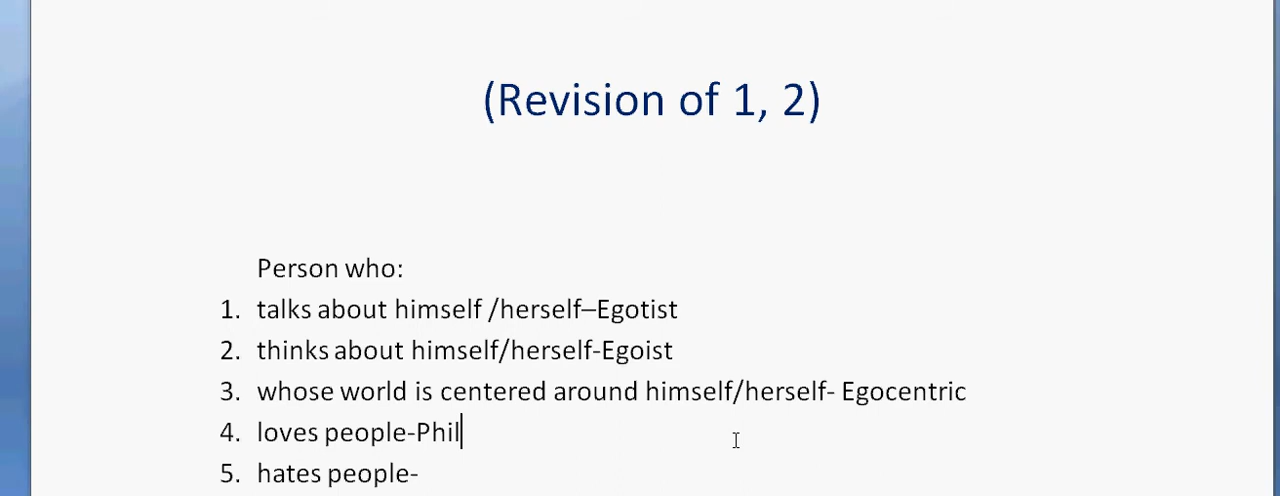 (Revision of 1, 2)
Person who:
1. talks about himself /herself–Egotist
2. thinks about himself/herself-Egoist
3. whose world is centered around himself/herself- Egocentric
4. loves people-Phil
5. hates people-